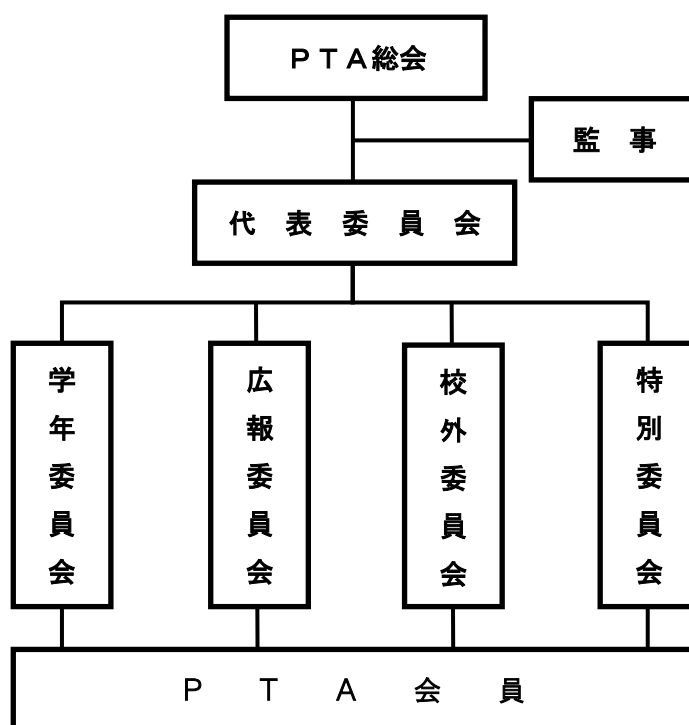 ＰＴＡ総会
監　事
代　表　委　員　会
学年委員会
広報委員会
校外委員会
特別委員会
Ｐ　Ｔ　Ａ　会　員